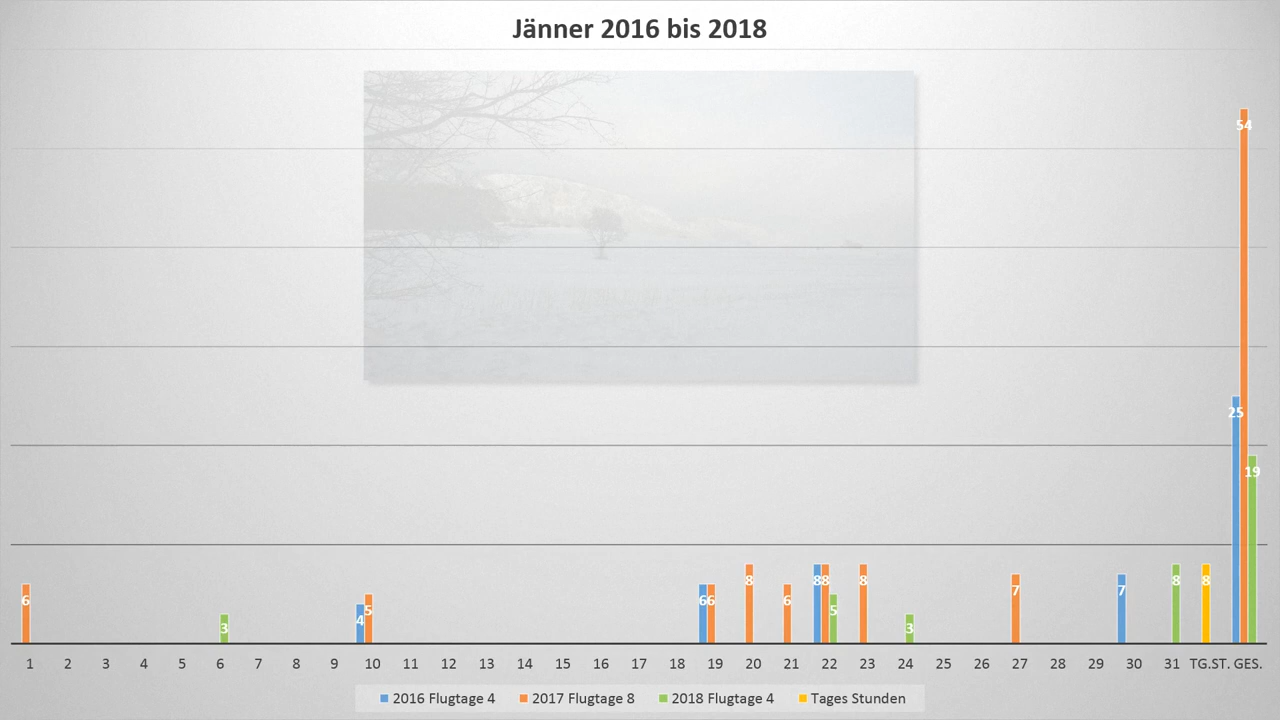 Jänner 2016 bis 2018
54
25
19
6 3 4 5 6 6 8 6 8 8 5 8 3 7 7 8 8
1 2 3 4 5 6 7 8 9 10 11 12 13 14 15 16 17 18 19 20 21 22 23 24 25 26 27 28 29 30 31 TG.ST. GES.
2016 Flugtage 4 2017 Flugtage 8 2018 Flugtage 4 Tages Stunden